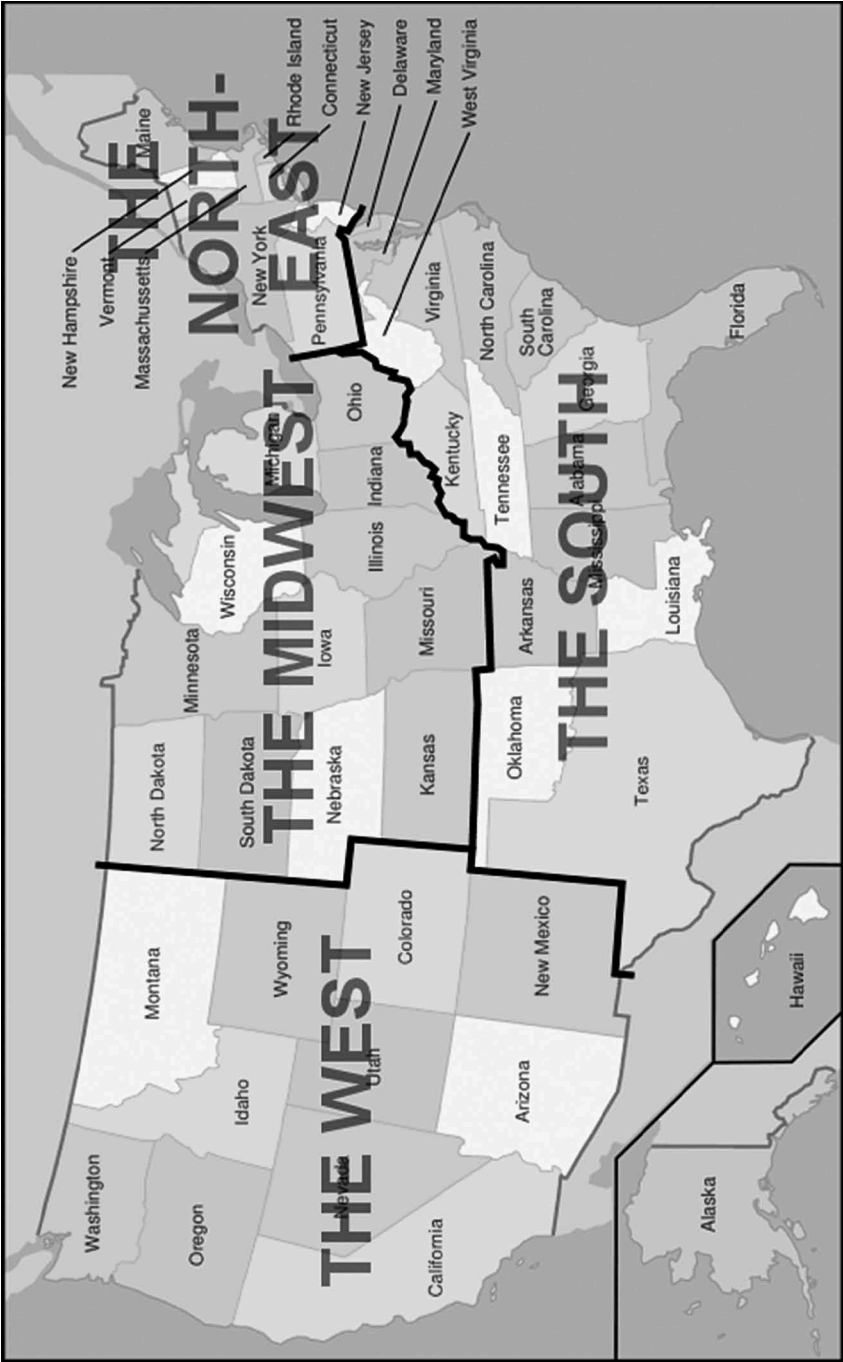 THE
NORTH-
EAST
THE MIDWEST
THE SOUTH
THE WEST
Washington
Oregon
California
Nevada
Idaho
Montana
Wyoming
Utah
Colorado
Arizona
New Mexico
North Dakota
South Dakota
Nebraska
Kansas
Minnesota
Iowa
Missouri
Wisconsin
Illinois
Michigan
Indiana
Ohio
Oklahoma
Texas
Arkansas
Louisiana
Mississippi
Alabama
Tennessee
Kentucky
Georgia
Florida
South
Carolina
North Carolina
Virginia
West Virginia
Maryland
Delaware
New Jersey
Connecticut
Rhode Island
Pennsylvania
New York
Maine
New Hampshire
Vermont
Massachussetts
Alaska
Hawaii